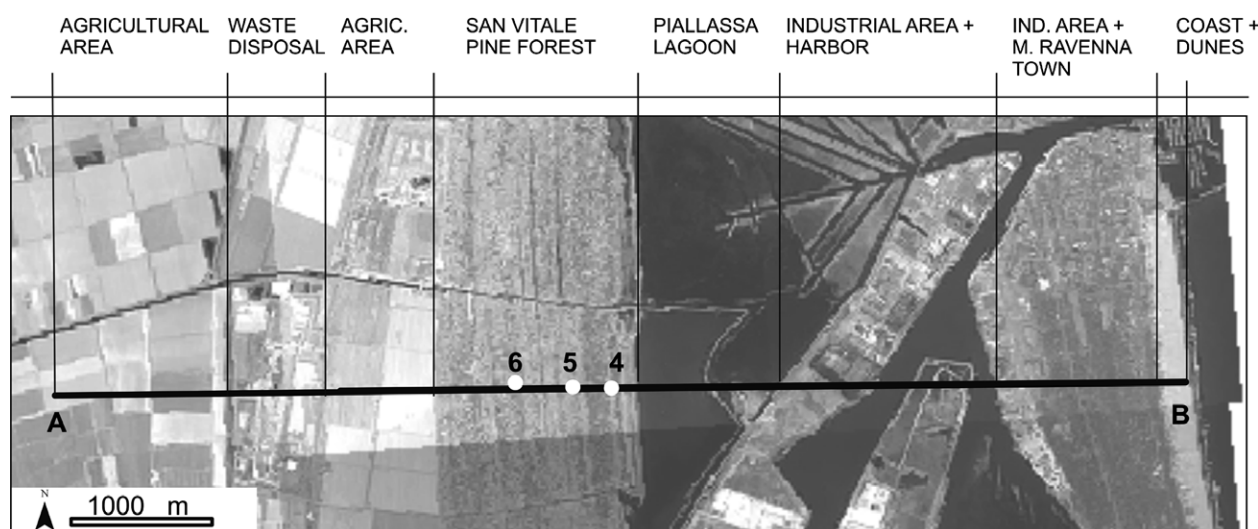 AGRICULTURAL
AREA
WASTE
DISPOSAL
AGRIC.
AREA
SAN VITALE
PINE FOREST
PIALLASSA
LAGOON
INDUSTRIAL AREA +
HARBOR
IND. AREA +
M. RAVENNA
TOWN
COAST +
DUNES
6
5
4
A
B
N
1000 m